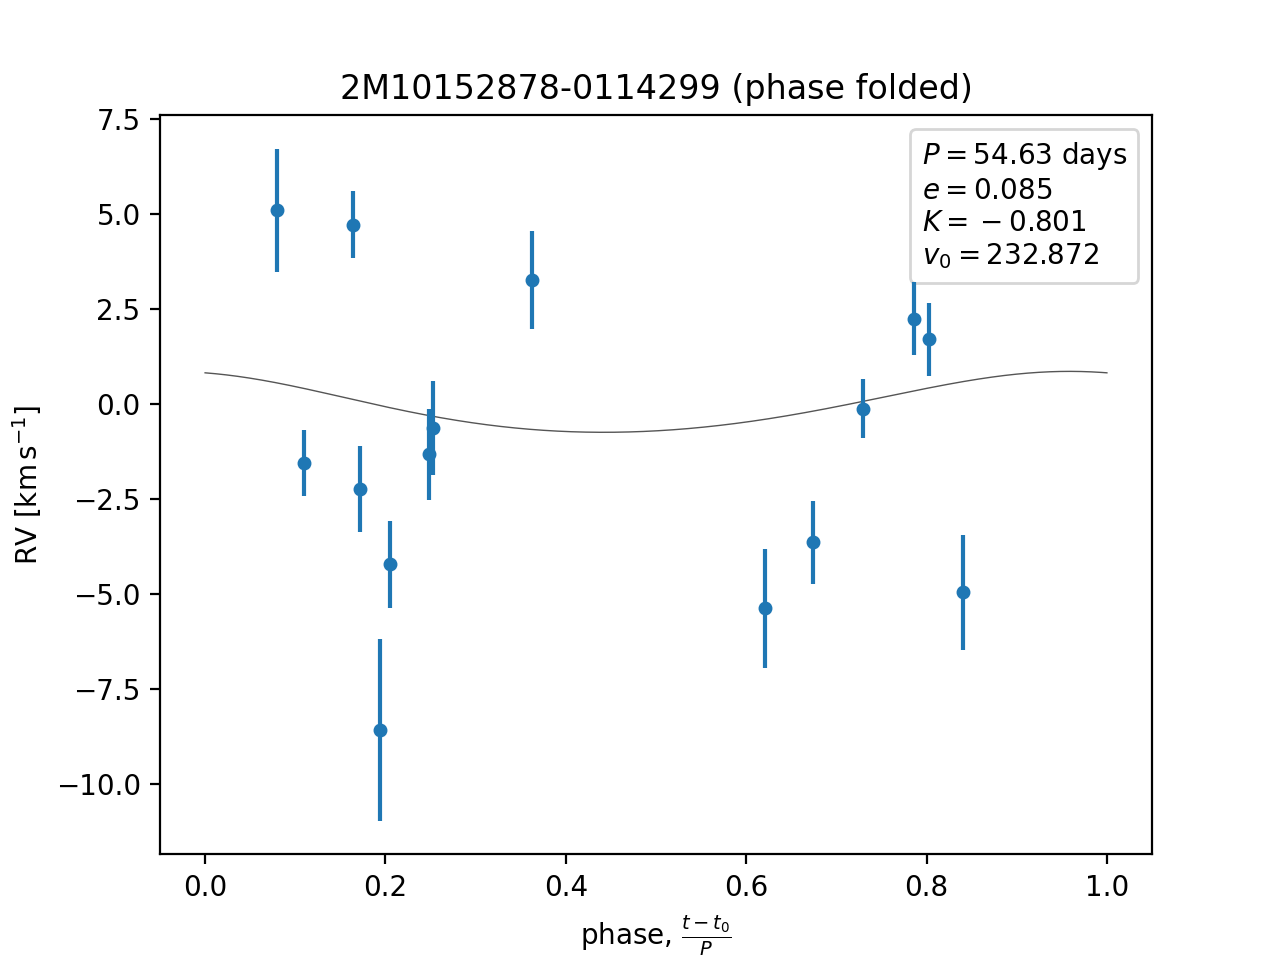 2M10152878-0114299 (phase folded)
P = 54.63 days
e = 0.085
K = −0.801
v₀ = 232.872
RV [km s⁻¹]
7.5
5.0
2.5
0.0
−2.5
−5.0
−7.5
−10.0
0.0 0.2 0.4 0.6 0.8 1.0
phase, (t − t₀)/P